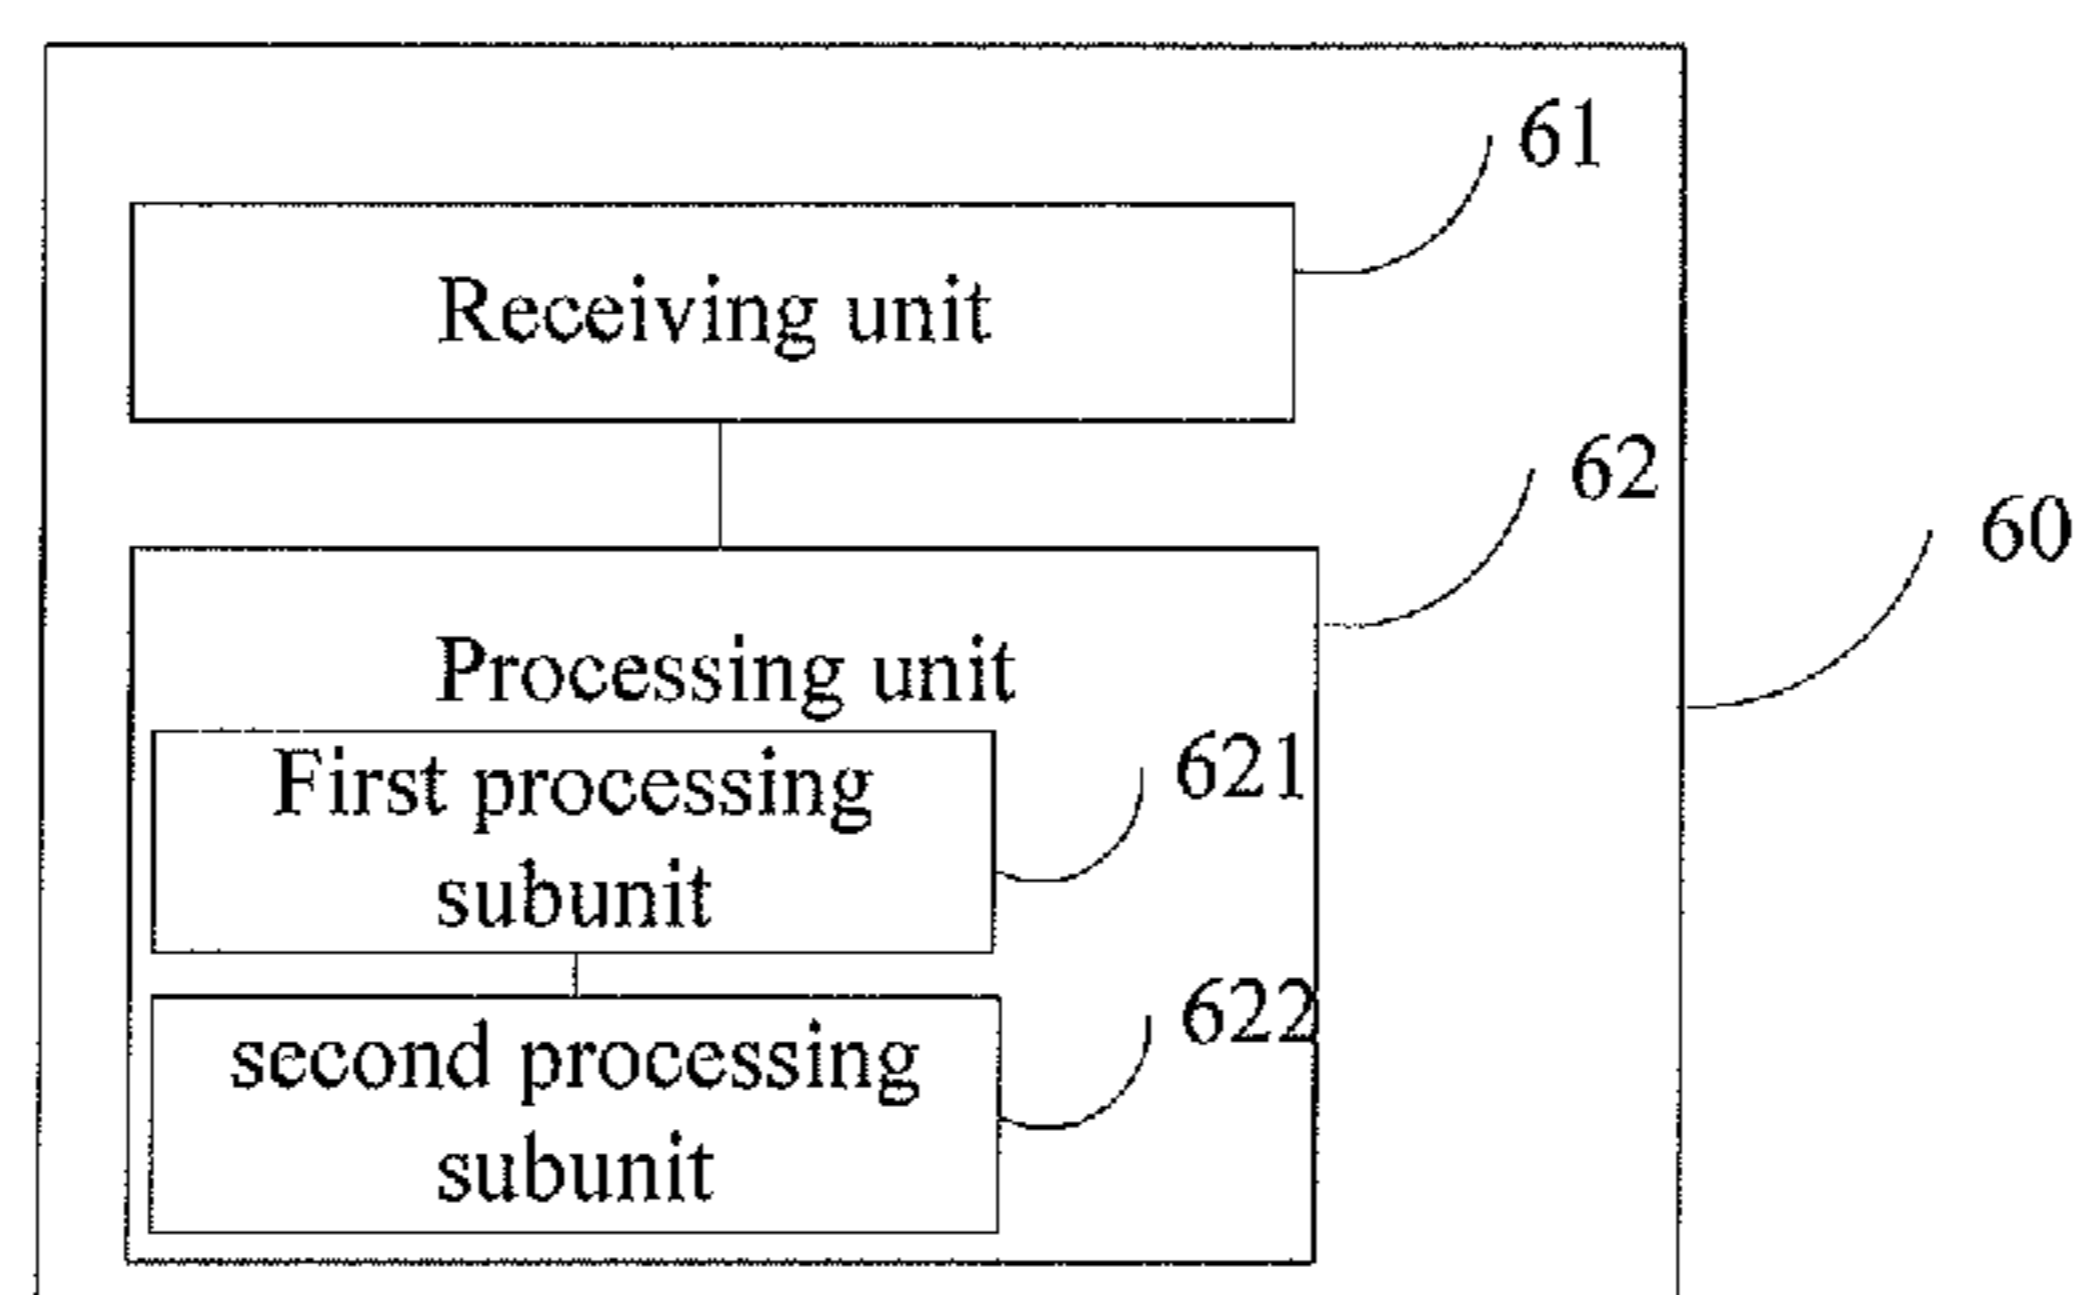 61
Receiving unit
62
60
Processing unit
First processing
subunit
621
second processing
subunit
622